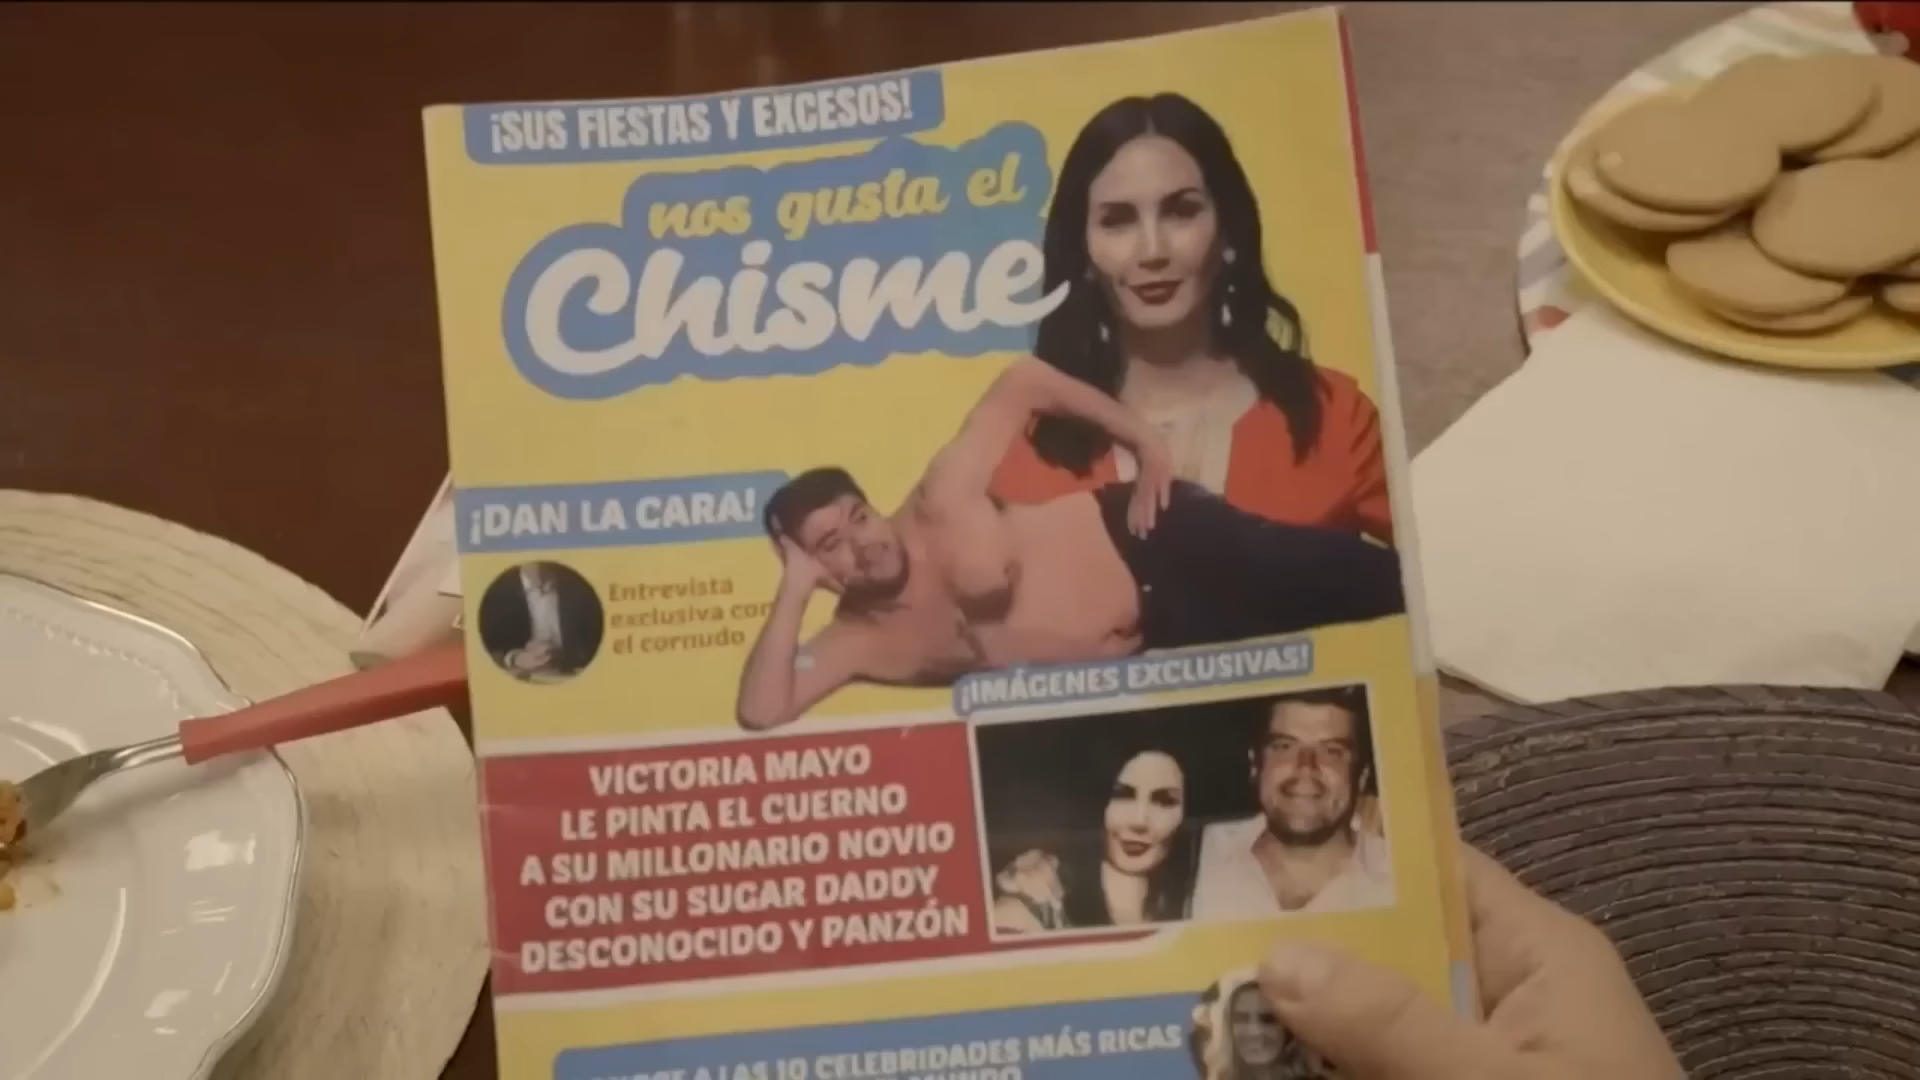 ¡SUS FIESTAS Y EXCESOS!
nos gusta el
Chisme
¡DAN LA CARA!
Entrevista
exclusiva con
el cornudo
¡IMÁGENES EXCLUSIVAS!
VICTORIA MAYO
LE PINTA EL CUERNO
A SU MILLONARIO NOVIO
CON SU SUGAR DADDY
DESCONOCIDO Y PANZÓN
A LAS 10 CELEBRIDADES MÁS RICAS
MUNDO